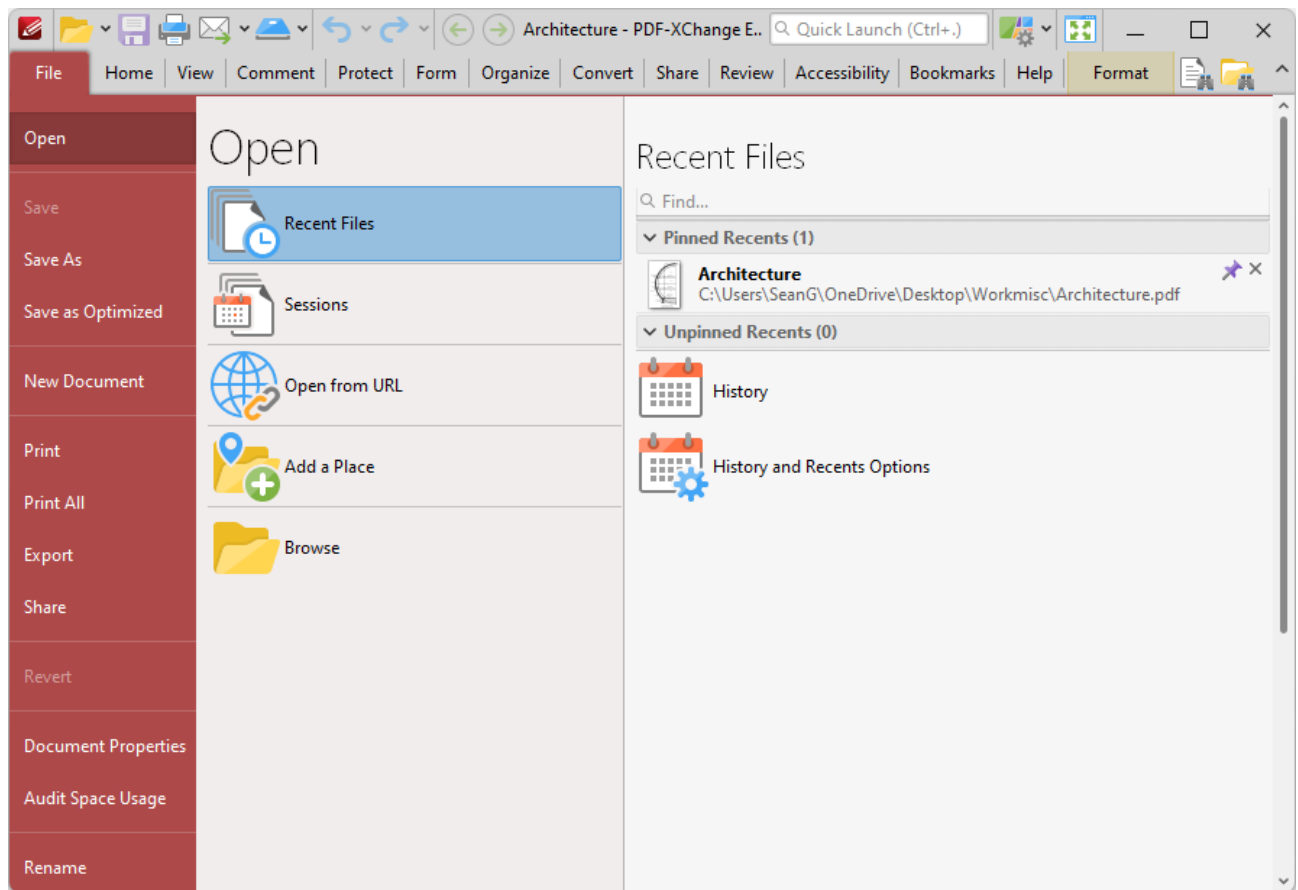 Architecture - PDF-XChange E.. Quick Launch (Ctrl+.)
File Home View Comment Protect Form Organize Convert Share Review Accessibility Bookmarks Help Format
Open
Save
Save As
Save as Optimized
New Document
Print
Print All
Export
Share
Revert
Document Properties
Audit Space Usage
Rename
Open
Recent Files
Sessions
Open from URL
Add a Place
Browse
Recent Files
Find...
Pinned Recents (1)
Architecture
C:\Users\SeanG\OneDrive\Desktop\Workmisc\Architecture.pdf
Unpinned Recents (0)
History
History and Recents Options